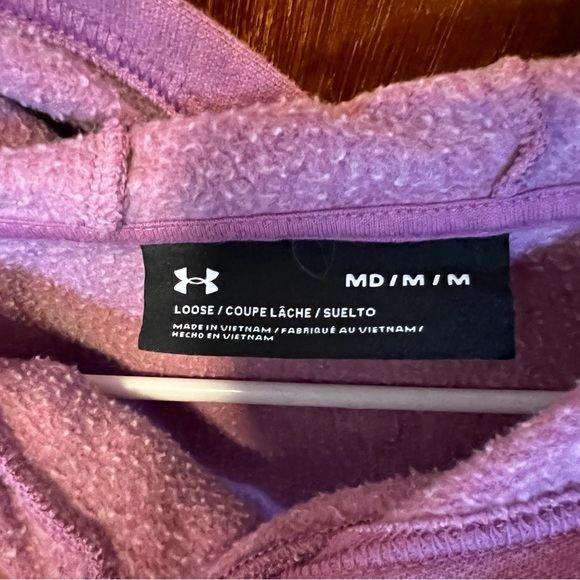 MD / M / M
LOOSE / COUPE LÂCHE / SUELTO
MADE IN VIETNAM / FABRIQUÉ AU VIETNAM /
HECHO EN VIETNAM